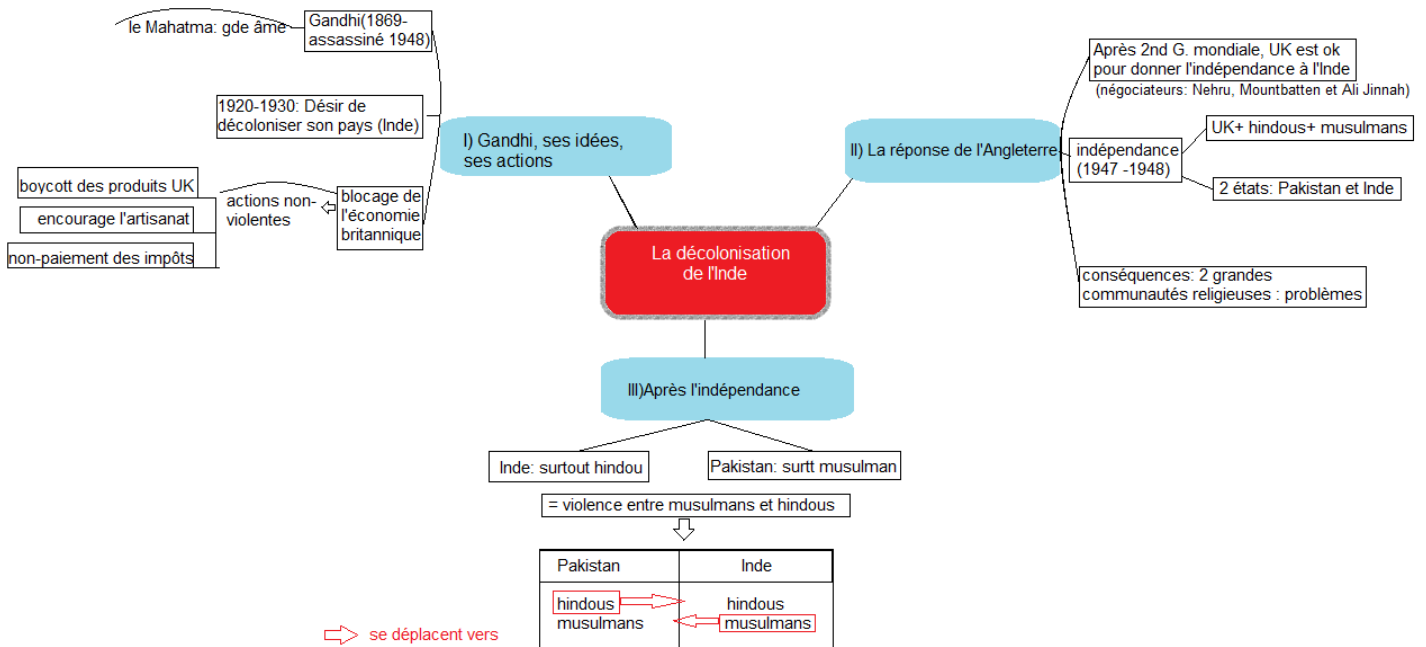 La décolonisation
de l'Inde
I) Gandhi, ses idées,
ses actions
le Mahatma: gde âme
Gandhi(1869-
assassiné 1948)
1920-1930: Désir de
décoloniser son pays (Inde)
blocage de
l'économie
britannique
actions non-
violentes
boycott des produits UK
encourage l'artisanat
non-paiement des impôts
II) La réponse de l'Angleterre
Après 2nd G. mondiale, UK est ok
pour donner l'indépendance à l'Inde
(négociateurs: Nehru, Mountbatten et Ali Jinnah)
indépendance
(1947 -1948)
UK+ hindous+ musulmans
2 états: Pakistan et Inde
conséquences: 2 grandes
communautés religieuses : problèmes
III)Après l'indépendance
Inde: surtout hindou
Pakistan: surtt musulman
= violence entre musulmans et hindous
Pakistan
Inde
hindous
hindous
musulmans
musulmans
se déplacent vers